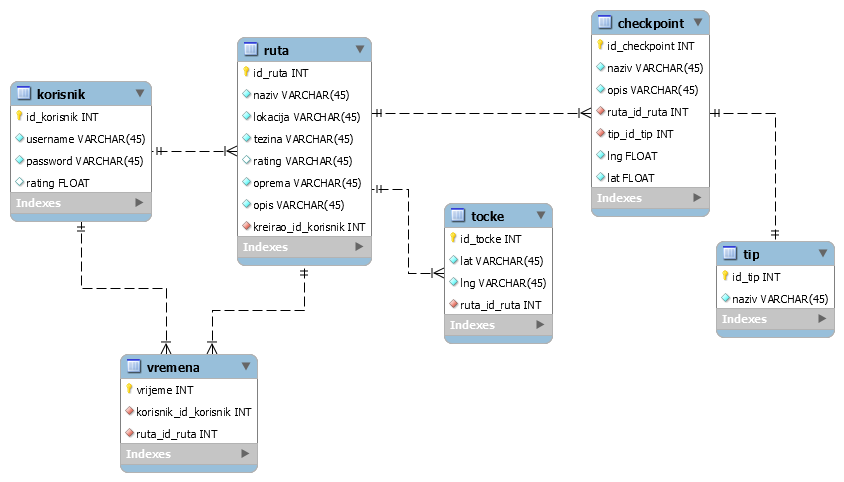 korisnik
id_korisnik INT
username VARCHAR(45)
password VARCHAR(45)
rating FLOAT
Indexes
ruta
id_ruta INT
naziv VARCHAR(45)
lokacija VARCHAR(45)
tezina VARCHAR(45)
rating VARCHAR(45)
oprema VARCHAR(45)
opis VARCHAR(45)
kreirao_id_korisnik INT
Indexes
checkpoint
id_checkpoint INT
naziv VARCHAR(45)
opis VARCHAR(45)
ruta_id_ruta INT
tip_id_tip INT
lng FLOAT
lat FLOAT
Indexes
tocke
id_tocke INT
lat VARCHAR(45)
lng VARCHAR(45)
ruta_id_ruta INT
Indexes
tip
id_tip INT
naziv VARCHAR(45)
Indexes
vremena
vrijeme INT
korisnik_id_korisnik INT
ruta_id_ruta INT
Indexes